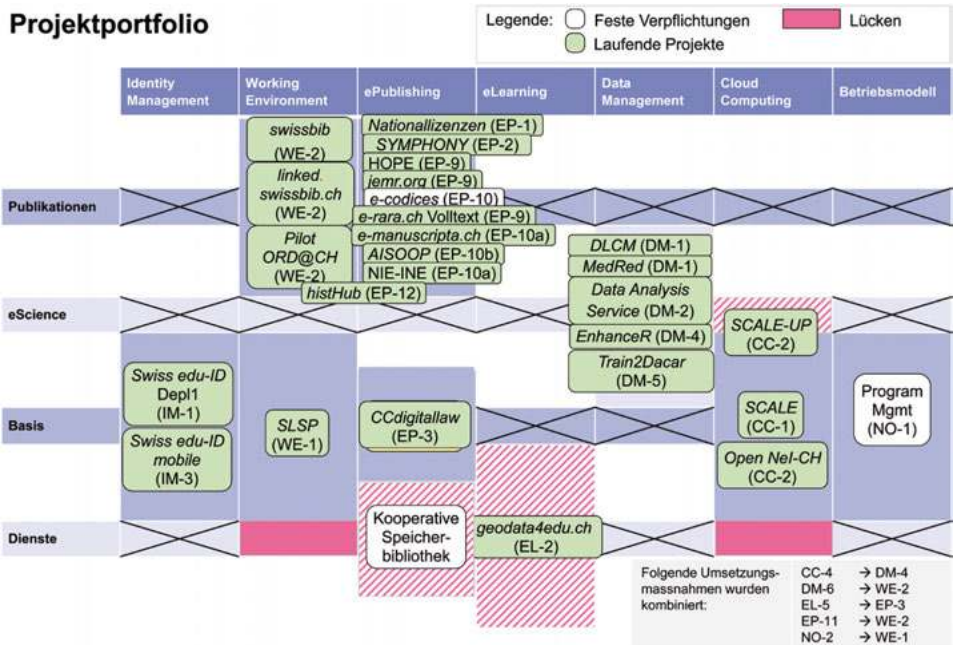 Projektportfolio
Legende:
Feste Verpflichtungen
Lücken
Laufende Projekte
Identity
Management
Working
Environment
ePublishing
eLearning
Data
Management
Cloud
Computing
Betriebsmodell
Publikationen
eScience
Basis
Dienste
swissbib
(WE-2)
linked.
swissbib.ch
(WE-2)
Pilot
ORD@CH
(WE-2)
Nationallizenzen (EP-1)
SYMPHONY (EP-2)
HOPE (EP-9)
jemr.org (EP-9)
e-codices (EP-10)
e-rara.ch Volltext (EP-9)
e-manuscripta.ch (EP-10a)
AISOOP (EP-10b)
NIE-INE (EP-10a)
histHub (EP-12)
DLCM (DM-1)
MedRed (DM-1)
Data Analysis
Service (DM-2)
EnhanceR (DM-4)
Train2Dacar
(DM-5)
SCALE-UP
(CC-2)
Swiss edu-ID
Depl1
(IM-1)
Swiss edu-ID
mobile
(IM-3)
SLSP
(WE-1)
CCdigitallaw
(EP-3)
SCALE
(CC-1)
Open Nel-CH
(CC-2)
Program
Mgmt
(NO-1)
Kooperative
Speicher-
bibliothek
geodata4edu.ch
(EL-2)
Folgende Umsetzungs-
massnahmen wurden
kombiniert:
CC-4 → DM-4
DM-6 → WE-2
EL-5 → EP-3
EP-11 → WE-2
NO-2 → WE-1